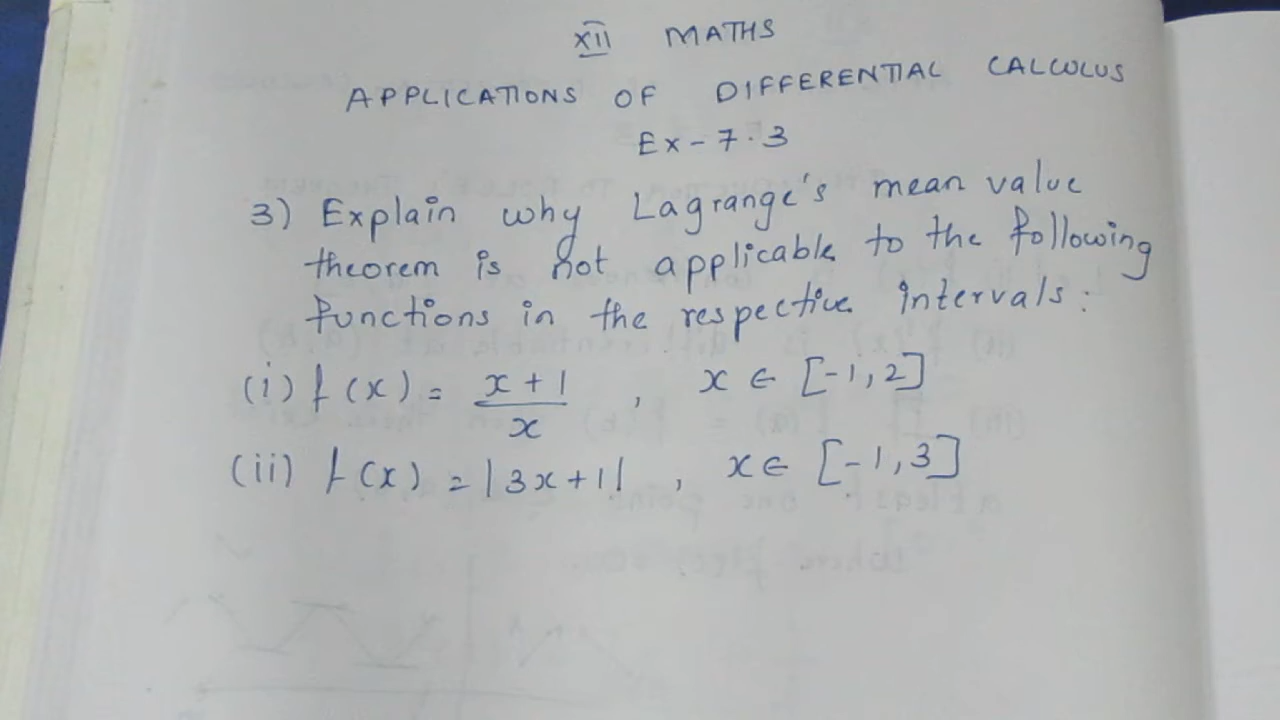 XII MATHS
APPLICATIONS OF DIFFERENTIAL CALCULUS
Ex - 7.3
3) Explain why Lagrange's mean value
theorem is not applicable to the following
functions in the respective intervals:
(i) f(x) = (x+1)/x , x ∈ [-1, 2]
(ii) f(x) = |3x+1| , x ∈ [-1, 3]